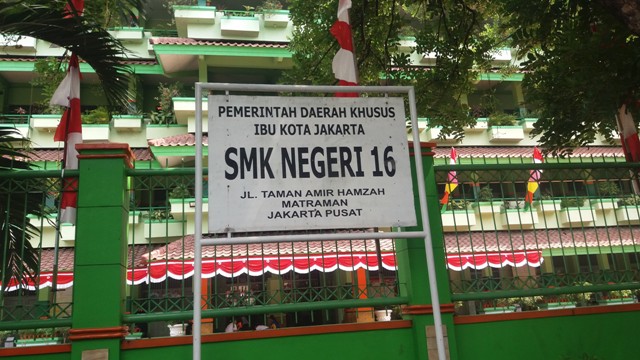 PEMERINTAH DAERAH KHUSUS
IBU KOTA JAKARTA
SMK NEGERI 16
JL. TAMAN AMIR HAMZAH
MATRAMAN
JAKARTA PUSAT